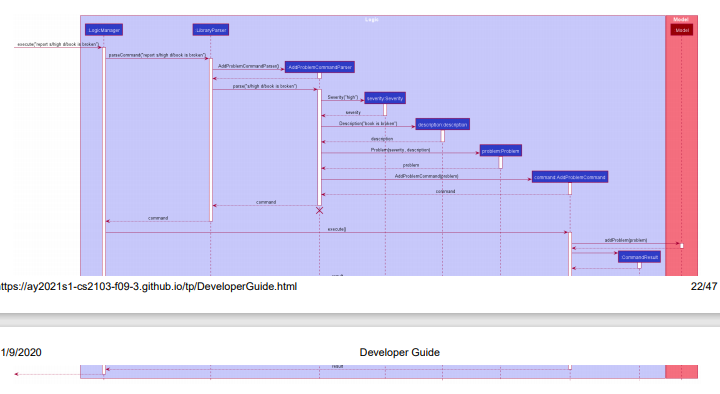 Logic
Model
:LogicManager
:LibraryParser
:Model
execute("report s/high d/book is broken")
parseCommand("report s/high d/book is broken")
AddProblemCommandParser()
:AddProblemCommandParser
parse("s/high d/book is broken")
Severity("high")
severity:Severity
severity
Description("book is broken")
description:description
description
Problem(severity, description)
problem:Problem
problem
AddProblemCommand(problem)
command:AddProblemCommand
command
command
command
execute()
addProblem(problem)
:CommandResult
https://ay2021s1-cs2103-f09-3.github.io/tp/DeveloperGuide.html
22/47
1/9/2020
Developer Guide
result